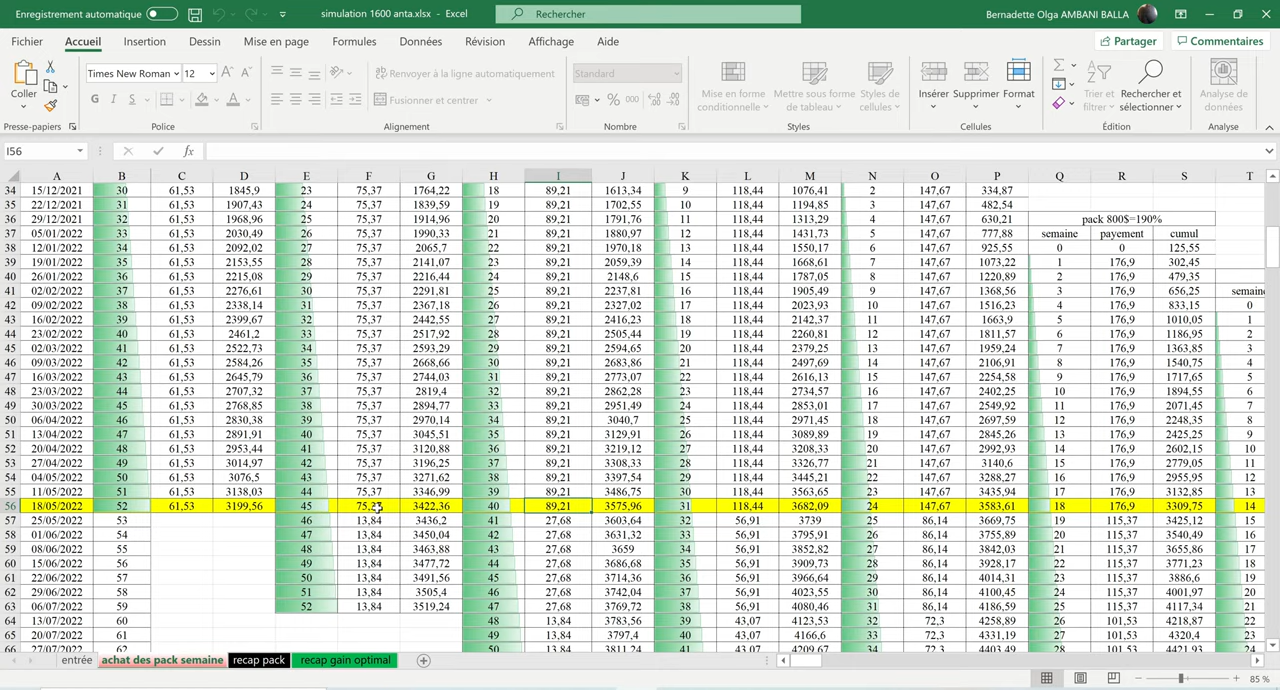 Enregistrement automatique simulation 1600 anta.xlsx - Excel Rechercher Bernadette Olga AMBANI BALLA
Fichier Accueil Insertion Dessin Mise en page Formules Données Révision Affichage Aide Partager Commentaires
Times New Roman 12 Renvoyer à la ligne automatiquement Standard
Coller G I S Fusionner et centrer % 000 Mise en forme conditionnelle Mettre sous forme de tableau Styles de cellules Insérer Supprimer Format Trier et filtrer Rechercher et sélectionner Analyse de données
Presse-papiers Police Alignement Nombre Styles Cellules Édition Analyse
I56 fx
A B C D E F G H I J K L M N O P Q R S T
34 15/12/2021 30 61,53 1845,9 23 75,37 1764,22 18 89,21 1613,34 9 118,44 1076,41 2 147,67 334,87
35 22/12/2021 31 61,53 1907,43 24 75,37 1839,59 19 89,21 1702,55 10 118,44 1194,85 3 147,67 482,54
36 29/12/2021 32 61,53 1968,96 25 75,37 1914,96 20 89,21 1791,76 11 118,44 1313,29 4 147,67 630,21 pack 800$=190%
37 05/01/2022 33 61,53 2030,49 26 75,37 1990,33 21 89,21 1880,97 12 118,44 1431,73 5 147,67 777,88 semaine payement cumul
38 12/01/2022 34 61,53 2092,02 27 75,37 2065,7 22 89,21 1970,18 13 118,44 1550,17 6 147,67 925,55 0 0 125,55
39 19/01/2022 35 61,53 2153,55 28 75,37 2141,07 23 89,21 2059,39 14 118,44 1668,61 7 147,67 1073,22 1 176,9 302,45
40 26/01/2022 36 61,53 2215,08 29 75,37 2216,44 24 89,21 2148,6 15 118,44 1787,05 8 147,67 1220,89 2 176,9 479,35
41 02/02/2022 37 61,53 2276,61 30 75,37 2291,81 25 89,21 2237,81 16 118,44 1905,49 9 147,67 1368,56 3 176,9 656,25 semaine
42 09/02/2022 38 61,53 2338,14 31 75,37 2367,18 26 89,21 2327,02 17 118,44 2023,93 10 147,67 1516,23 4 176,9 833,15 0
43 16/02/2022 39 61,53 2399,67 32 75,37 2442,55 27 89,21 2416,23 18 118,44 2142,37 11 147,67 1663,9 5 176,9 1010,05 1
44 23/02/2022 40 61,53 2461,2 33 75,37 2517,92 28 89,21 2505,44 19 118,44 2260,81 12 147,67 1811,57 6 176,9 1186,95 2
45 02/03/2022 41 61,53 2522,73 34 75,37 2593,29 29 89,21 2594,65 20 118,44 2379,25 13 147,67 1959,24 7 176,9 1363,85 3
46 09/03/2022 42 61,53 2584,26 35 75,37 2668,66 30 89,21 2683,86 21 118,44 2497,69 14 147,67 2106,91 8 176,9 1540,75 4
47 16/03/2022 43 61,53 2645,79 36 75,37 2744,03 31 89,21 2773,07 22 118,44 2616,13 15 147,67 2254,58 9 176,9 1717,65 5
48 23/03/2022 44 61,53 2707,32 37 75,37 2819,4 32 89,21 2862,28 23 118,44 2734,57 16 147,67 2402,25 10 176,9 1894,55 6
49 30/03/2022 45 61,53 2768,85 38 75,37 2894,77 33 89,21 2951,49 24 118,44 2853,01 17 147,67 2549,92 11 176,9 2071,45 7
50 06/04/2022 46 61,53 2830,38 39 75,37 2970,14 34 89,21 3040,7 25 118,44 2971,45 18 147,67 2697,59 12 176,9 2248,35 8
51 13/04/2022 47 61,53 2891,91 40 75,37 3045,51 35 89,21 3129,91 26 118,44 3089,89 19 147,67 2845,26 13 176,9 2425,25 9
52 20/04/2022 48 61,53 2953,44 41 75,37 3120,88 36 89,21 3219,12 27 118,44 3208,33 20 147,67 2992,93 14 176,9 2602,15 10
53 27/04/2022 49 61,53 3014,97 42 75,37 3196,25 37 89,21 3308,33 28 118,44 3326,77 21 147,67 3140,6 15 176,9 2779,05 11
54 04/05/2022 50 61,53 3076,5 43 75,37 3271,62 38 89,21 3397,54 29 118,44 3445,21 22 147,67 3288,27 16 176,9 2955,95 12
55 11/05/2022 51 61,53 3138,03 44 75,37 3346,99 39 89,21 3486,75 30 118,44 3563,65 23 147,67 3435,94 17 176,9 3132,85 13
56 18/05/2022 52 61,53 3199,56 45 75,37 3422,36 40 89,21 3575,96 31 118,44 3682,09 24 147,67 3583,61 18 176,9 3309,75 14
57 25/05/2022 53 46 13,84 3436,2 41 27,68 3603,64 32 56,91 3739 25 86,14 3669,75 19 115,37 3425,12 15
58 01/06/2022 54 47 13,84 3450,04 42 27,68 3631,32 33 56,91 3795,91 26 86,14 3755,89 20 115,37 3540,49 16
59 08/06/2022 55 48 13,84 3463,88 43 27,68 3659 34 56,91 3852,82 27 86,14 3842,03 21 115,37 3655,86 17
60 15/06/2022 56 49 13,84 3477,72 44 27,68 3686,68 35 56,91 3909,73 28 86,14 3928,17 22 115,37 3771,23 18
61 22/06/2022 57 50 13,84 3491,56 45 27,68 3714,36 36 56,91 3966,64 29 86,14 4014,31 23 115,37 3886,6 19
62 29/06/2022 58 51 13,84 3505,4 46 27,68 3742,04 37 56,91 4023,55 30 86,14 4100,45 24 115,37 4001,97 20
63 06/07/2022 59 52 13,84 3519,24 47 27,68 3769,72 38 56,91 4080,46 31 86,14 4186,59 25 115,37 4117,34 21
64 13/07/2022 60 48 13,84 3783,56 39 43,07 4123,53 32 72,3 4258,89 26 101,53 4218,87 22
65 20/07/2022 61 49 13,84 3797,4 40 43,07 4166,6 33 72,3 4331,19 27 101,53 4320,4 23
66 27/07/2022 62 50 13,84 3811,24 41 43,07 4209,67 34 72,3 4403,49 28 101,53 4421,93 24
entrée achat des pack semaine recap pack recap gain optimal
85 %